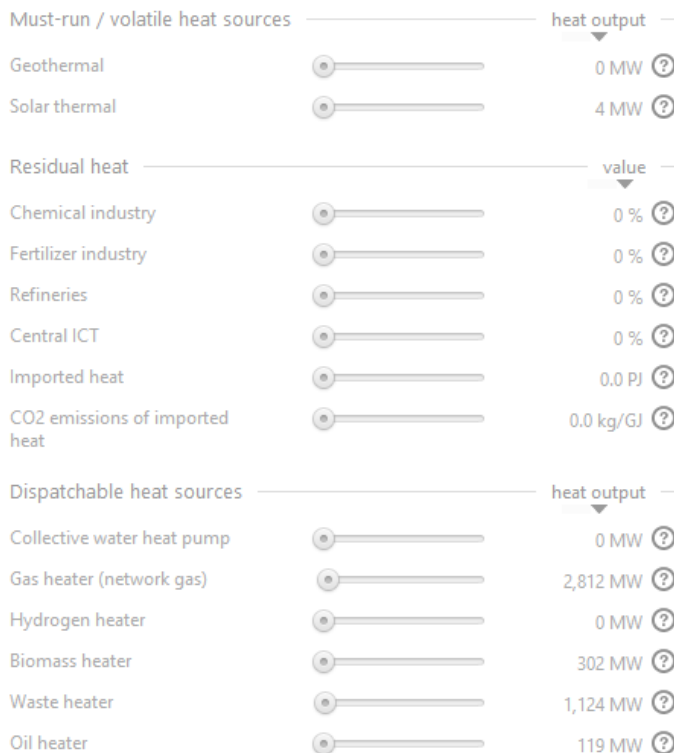 Must-run / volatile heat sources heat output
Geothermal 0 MW ?
Solar thermal 4 MW ?
Residual heat value
Chemical industry 0 % ?
Fertilizer industry 0 % ?
Refineries 0 % ?
Central ICT 0 % ?
Imported heat 0.0 PJ ?
CO2 emissions of imported 0.0 kg/GJ ?
heat
Dispatchable heat sources heat output
Collective water heat pump 0 MW ?
Gas heater (network gas) 2,812 MW ?
Hydrogen heater 0 MW ?
Biomass heater 302 MW ?
Waste heater 1,124 MW ?
Oil heater 119 MW ?